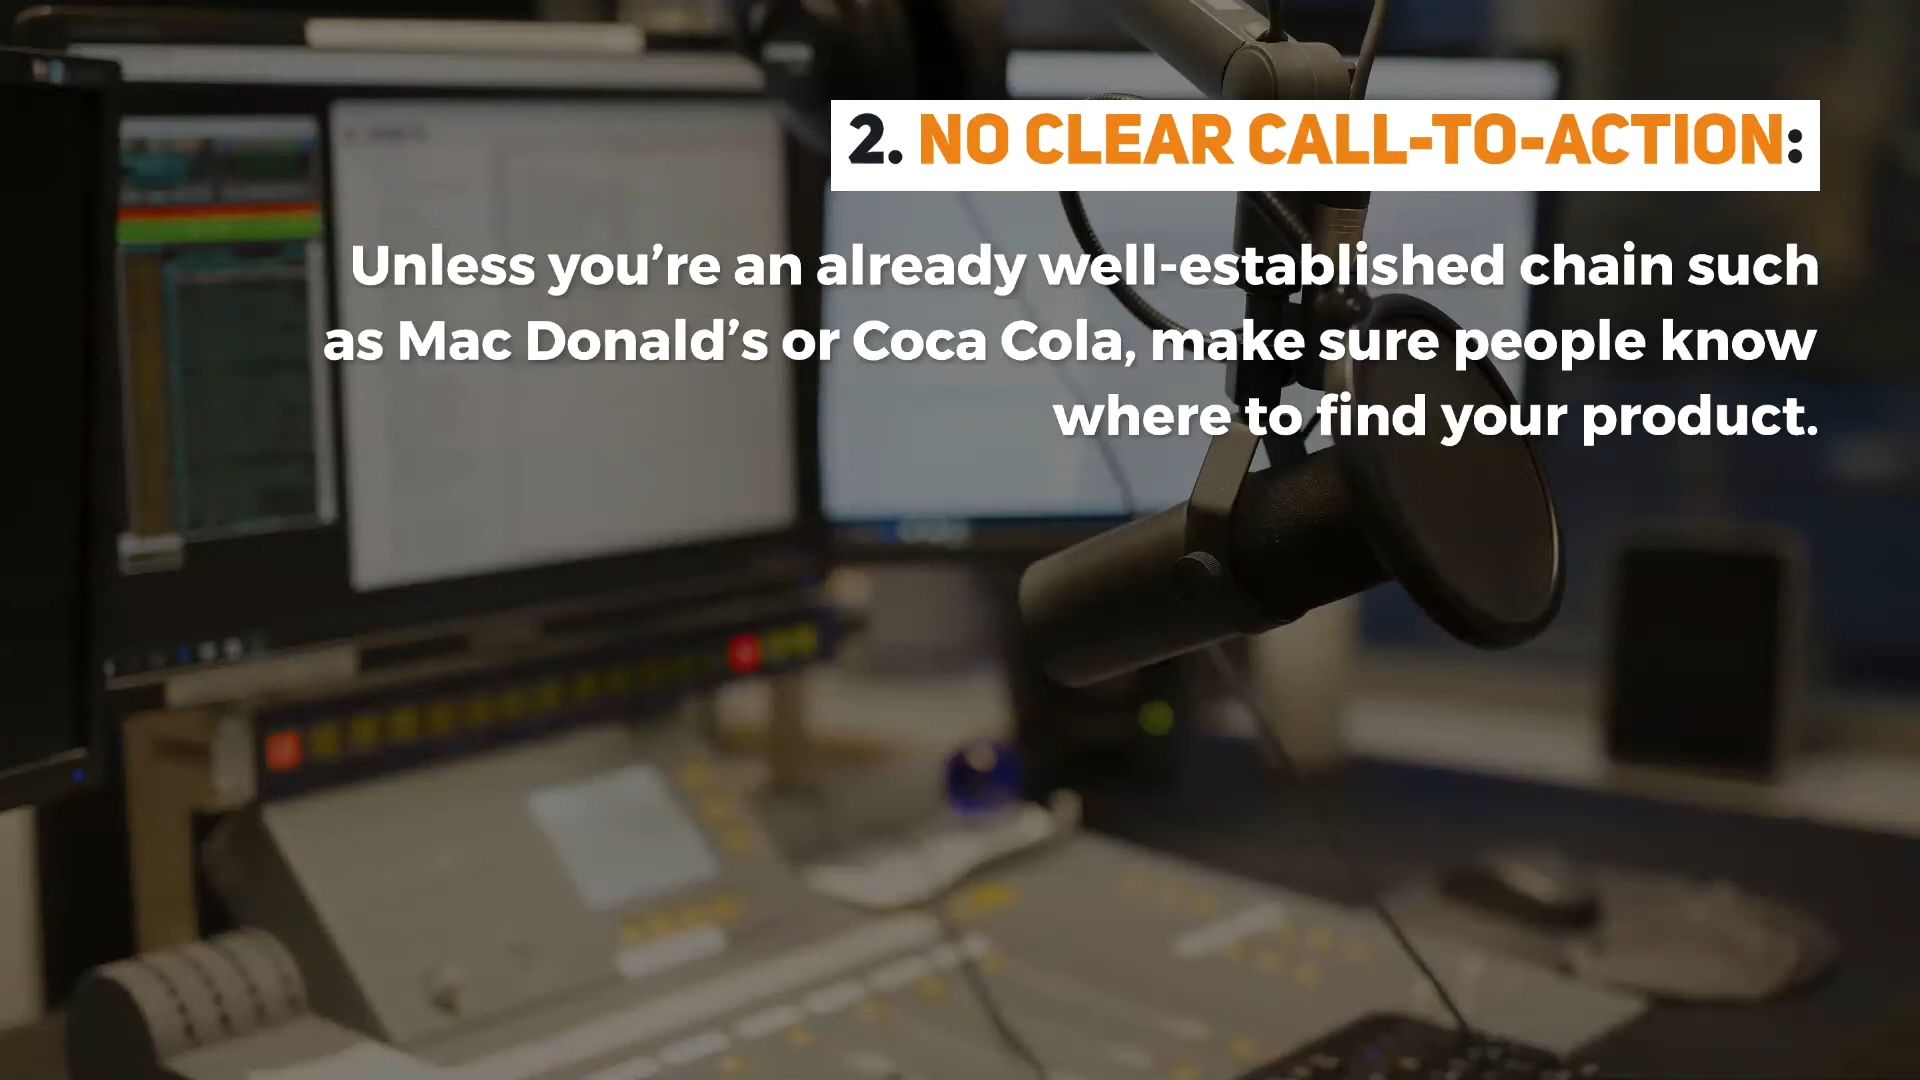 2. NO CLEAR CALL-TO-ACTION:
Unless you’re an already well-established chain such
as Mac Donald’s or Coca Cola, make sure people know
where to find your product.